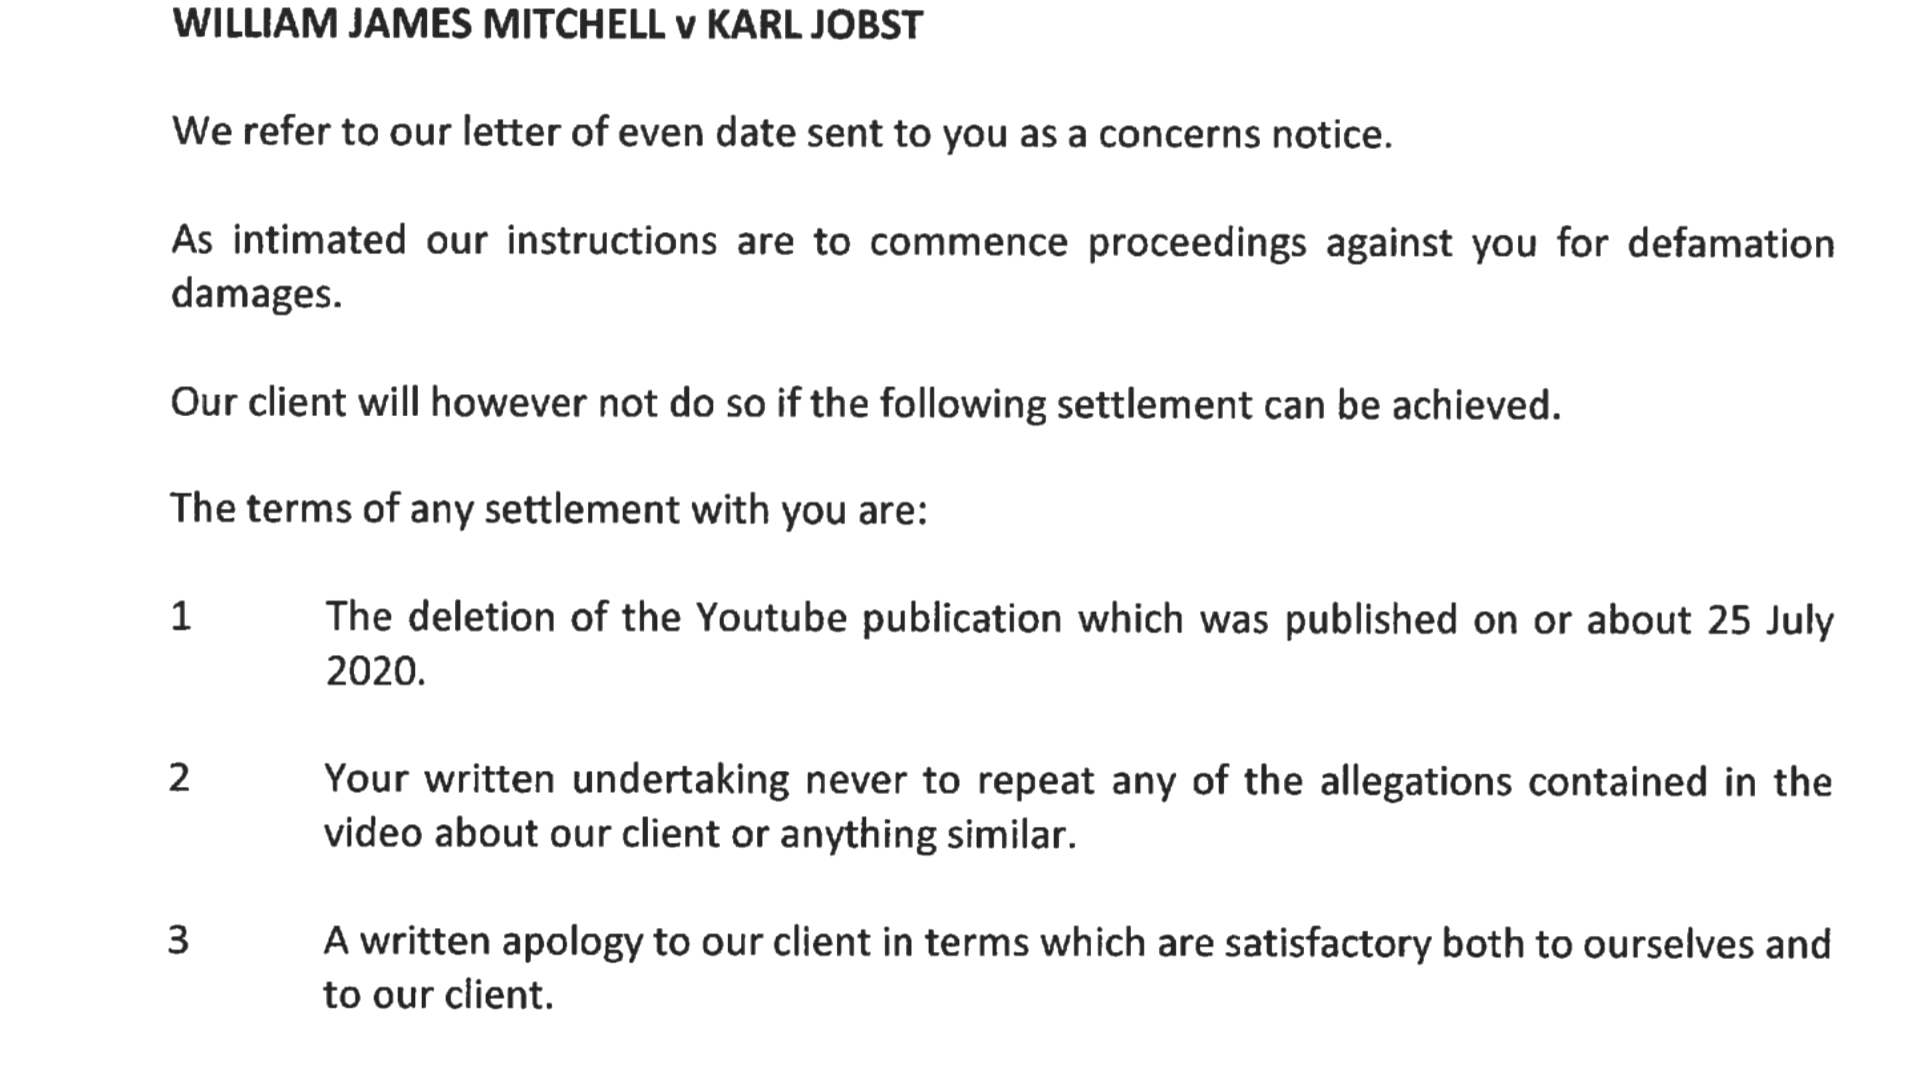 WILLIAM JAMES MITCHELL v KARL JOBST
We refer to our letter of even date sent to you as a concerns notice.
As intimated our instructions are to commence proceedings against you for defamation
damages.
Our client will however not do so if the following settlement can be achieved.
The terms of any settlement with you are:
1 The deletion of the Youtube publication which was published on or about 25 July
2020.
2 Your written undertaking never to repeat any of the allegations contained in the
video about our client or anything similar.
3 A written apology to our client in terms which are satisfactory both to ourselves and
to our client.